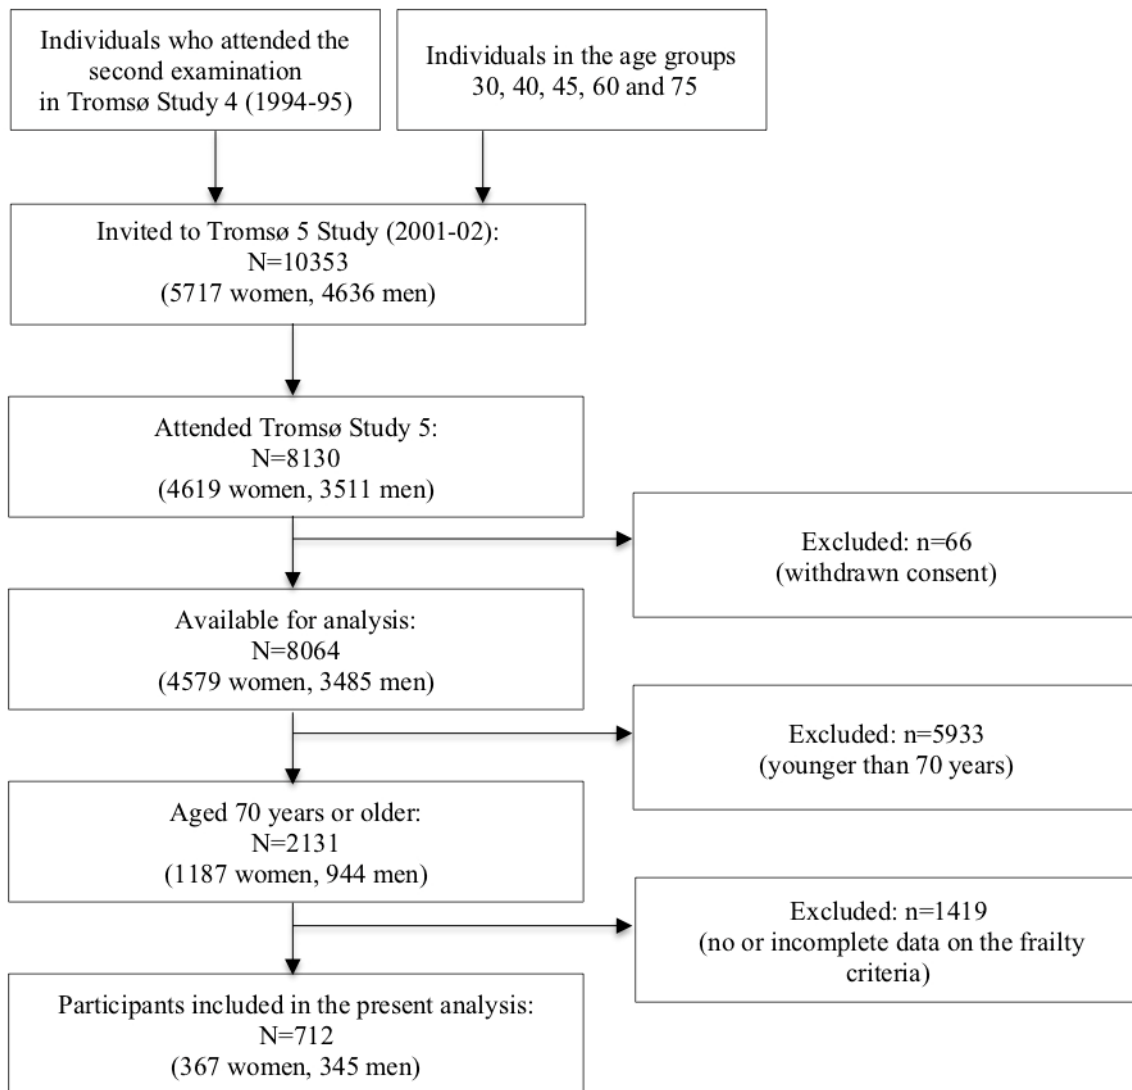 Individuals who attended the
second examination
in Tromsø Study 4 (1994-95)
Individuals in the age groups
30, 40, 45, 60 and 75
Invited to Tromsø 5 Study (2001-02):
N=10353
(5717 women, 4636 men)
Attended Tromsø Study 5:
N=8130
(4619 women, 3511 men)
Excluded: n=66
(withdrawn consent)
Available for analysis:
N=8064
(4579 women, 3485 men)
Excluded: n=5933
(younger than 70 years)
Aged 70 years or older:
N=2131
(1187 women, 944 men)
Excluded: n=1419
(no or incomplete data on the frailty
criteria)
Participants included in the present analysis:
N=712
(367 women, 345 men)